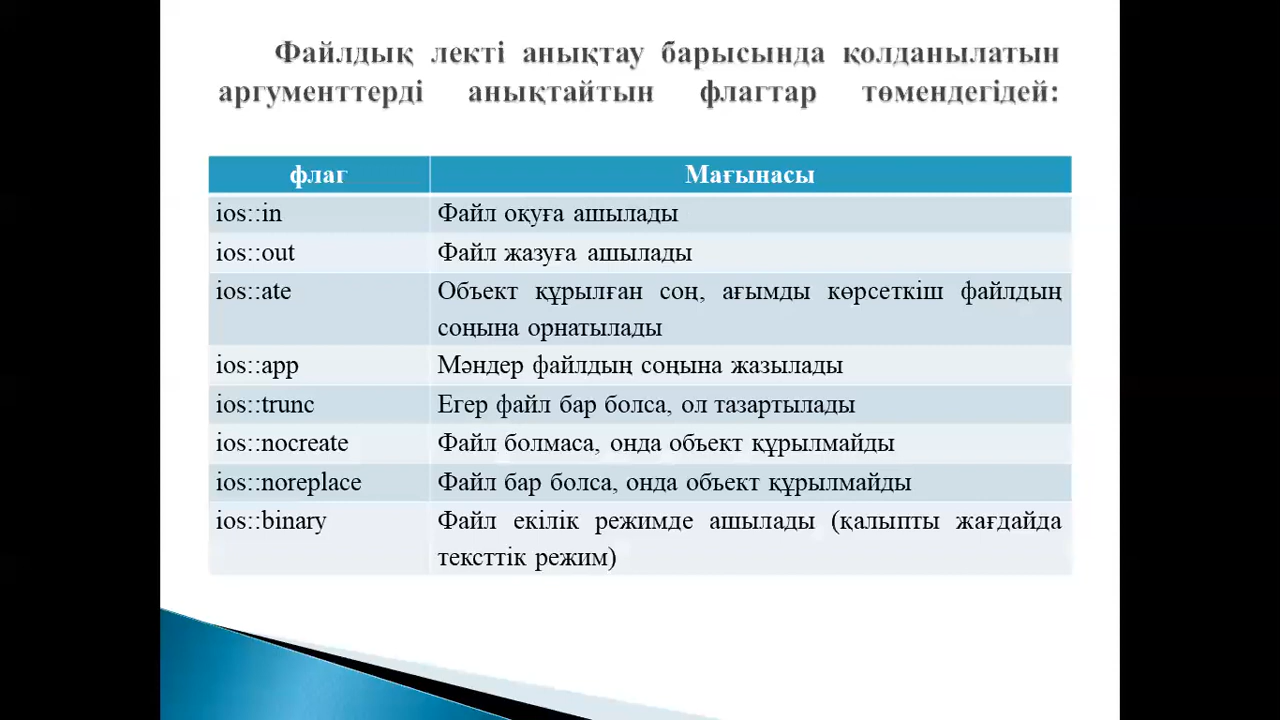 Файлдық лекті анықтау барысында қолданылатын
аргументтерді анықтайтын флагтар төмендегідей:
флаг Мағынасы
ios::in Файл оқуға ашылады
ios::out Файл жазуға ашылады
ios::ate Объект құрылған соң, ағымды көрсеткіш файлдың
соңына орнатылады
ios::app Мәндер файлдың соңына жазылады
ios::trunc Егер файл бар болса, ол тазартылады
ios::nocreate Файл болмаса, онда объект құрылмайды
ios::noreplace Файл бар болса, онда объект құрылмайды
ios::binary Файл екілік режимде ашылады (қалыпты жағдайда
тексттік режим)